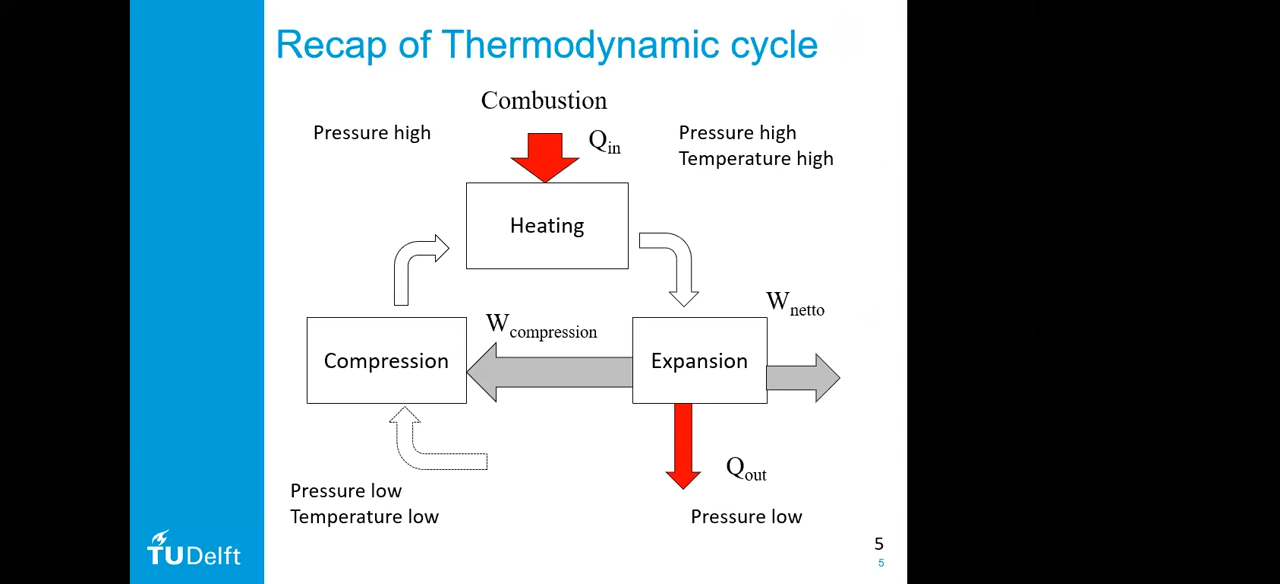 Recap of Thermodynamic cycle
Combustion
Pressure high
Qin
Pressure high
Temperature high
Heating
Wnetto
Wcompression
Compression
Expansion
Qout
Pressure low
Temperature low
Pressure low
TUDelft
5
5